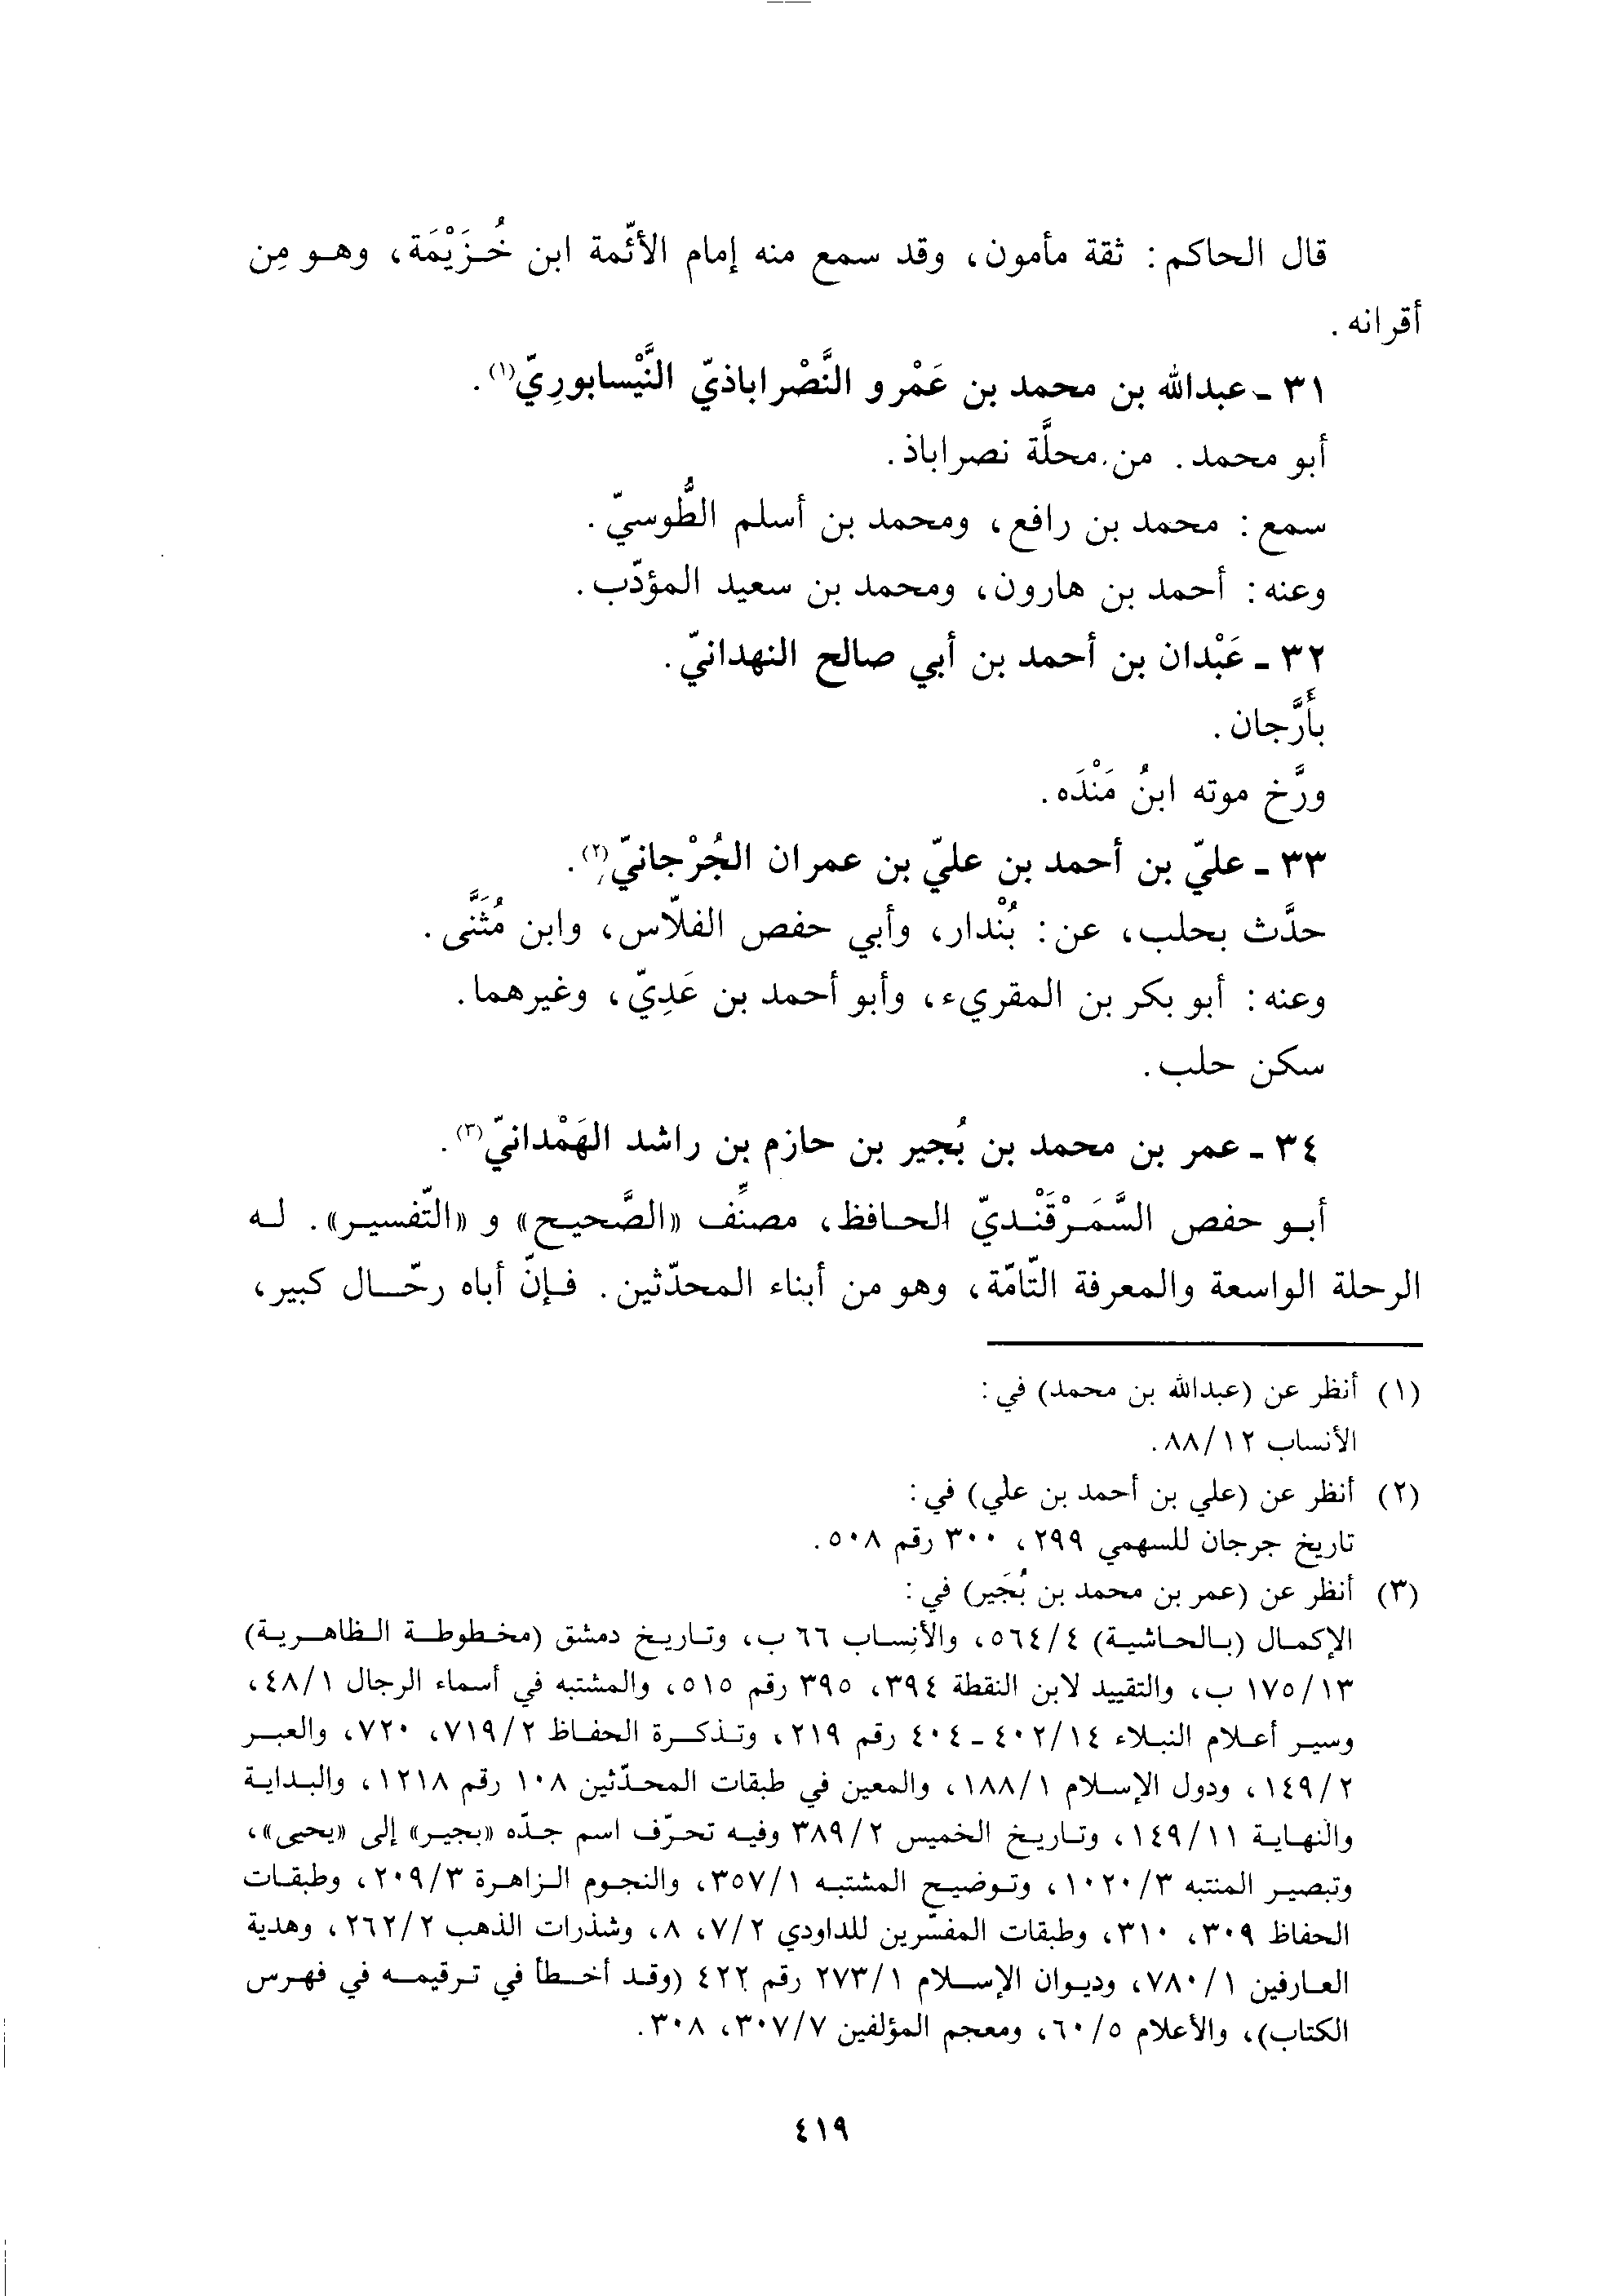 قال الحاكم: ثقة مأمون، وقد سمع منه إمام الأئمة ابن خُزَيْمَة، وهو مِن
أقرانه.
٣١ - عبدالله بن محمد بن عَمْرو النَّصْراباذيّ النَّيْسابورِيّ(١).
أبو محمد. من محلَّة نصراباذ.
سمع: محمد بن رافع، ومحمد بن أسلم الطُّوسيّ.
وعنه: أحمد بن هارون، ومحمد بن سعيد المؤدّب.
٣٢ - عَبْدان بن أحمد بن أبي صالح النهدانيّ.
بأَرَّجان.
ورَّخ موته ابنُ مَنْدَه.
٣٣ - عليّ بن أحمد بن عليّ بن عمران الجُرْجانيّ(٢).
حدَّث بحلب، عن: بُنْدار، وأبي حفص الفلّاس، وابن مُثَنَّى.
وعنه: أبو بكر بن المقريء، وأبو أحمد بن عَدِيّ، وغيرهما.
سكن حلب.
٣٤ - عمر بن محمد بن بُجير بن حازم بن راشد الهَمْدانيّ(٣).
أبو حفص السَّمَرْقَنْديّ الحافظ، مصنِّف «الصَّحيح» و «التّفسير». له
الرحلة الواسعة والمعرفة التّامّة، وهو من أبناء المحدّثين. فإنّ أباه رحّال كبير،
(١) أنظر عن (عبدالله بن محمد) في:
الأنساب ٨٨/١٢.
(٢) أنظر عن (علي بن أحمد بن علي) في:
تاريخ جرجان للسهمي ٢٩٩، ٣٠٠ رقم ٥٠٨.
(٣) أنظر عن (عمر بن محمد بن بُجَير) في:
الإكمال (بالحاشية) ٥٦٤/٤، والأنساب ٦٦ ب، وتاريخ دمشق (مخطوطة الظاهرية)
١٧٥/١٣ ب، والتقييد لابن النقطة ٣٩٤، ٣٩٥ رقم ٥١٥، والمشتبه في أسماء الرجال ٤٨/١،
وسير أعلام النبلاء ٤٠٢/١٤ - ٤٠٤ رقم ٢١٩، وتذكرة الحفاظ ٧١٩/٢، ٧٢٠، والعبر
١٤٩/٢، ودول الإسلام ١٨٨/١، والمعين في طبقات المحدّثين ١٠٨ رقم ١٢١٨، والبداية
والنهاية ١٤٩/١١، وتاريخ الخميس ٣٨٩/٢ وفيه تحرّف اسم جدّه «بجير» إلى «يحيى»،
وتبصير المنتبه ١٠٢٠/٣، وتوضيح المشتبه ٣٥٧/١، والنجوم الزاهرة ٢٠٩/٣، وطبقات
الحفاظ ٣٠٩، ٣١٠، وطبقات المفسّرين للداودي ٧/٢، ٨، وشذرات الذهب ٢٦٢/٢، وهدية
العارفين ٧٨٠/١، وديوان الإسلام ٢٧٣/١ رقم ٤٢٢ (وقد أخطأ في ترقيمه في فهرس
الكتاب)، والأعلام ٦٠/٥، ومعجم المؤلفين ٣٠٧/٧، ٣٠٨.
٤١٩